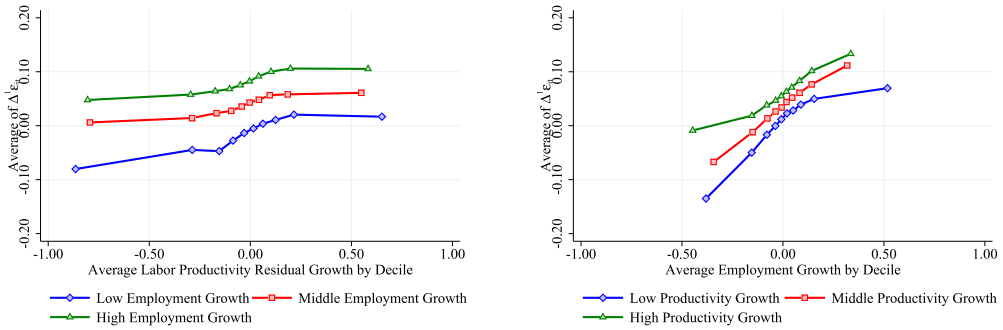 0.20
0.10
0.00
-0.10
-0.20
Average of Δ¹ε_it
-1.00 -0.50 0.00 0.50 1.00
Average Labor Productivity Residual Growth by Decile
Low Employment Growth Middle Employment Growth
High Employment Growth
0.20
0.10
0.00
-0.10
-0.20
Average of Δ¹ε_it
-1.00 -0.50 0.00 0.50 1.00
Average Employment Growth by Decile
Low Productivity Growth Middle Productivity Growth
High Productivity Growth